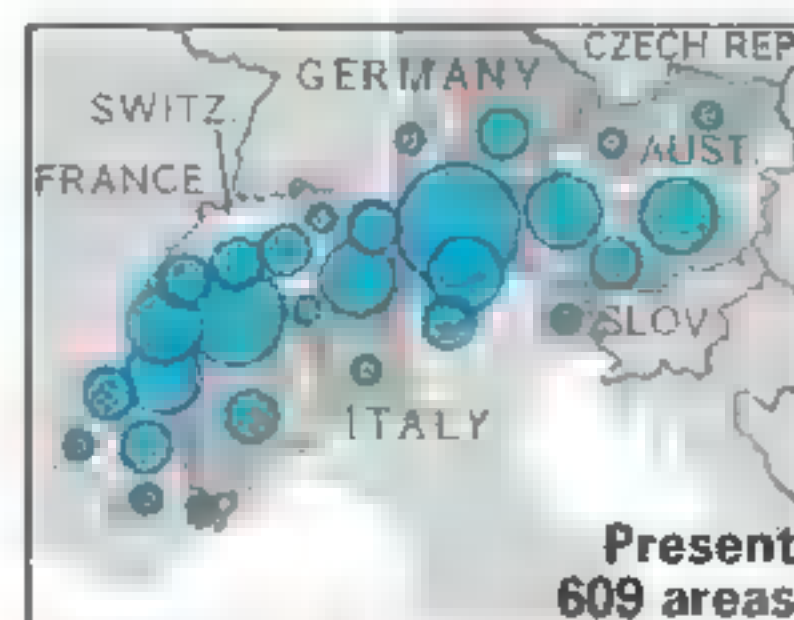 CZECH REP
GERMANY
SWITZ.
AUST.
FRANCE
SLOV
ITALY
Present
609 areas